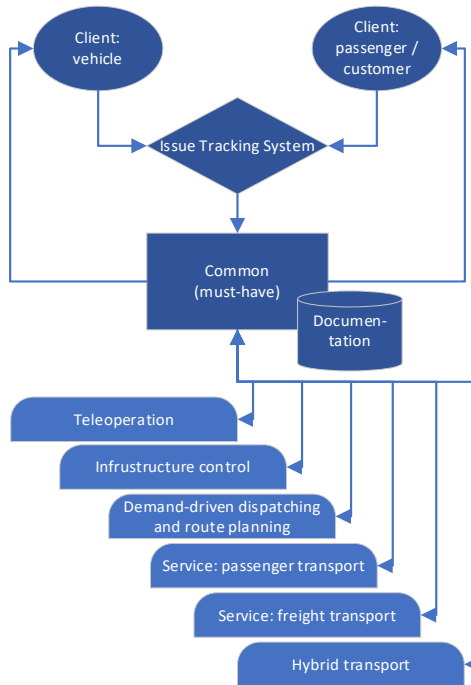 Client:
vehicle
Client:
passenger /
customer
Issue Tracking System
Common
(must-have)
Documen-
tation
Teleoperation
Infrustructure control
Demand-driven dispatching
and route planning
Service: passenger transport
Service: freight transport
Hybrid transport